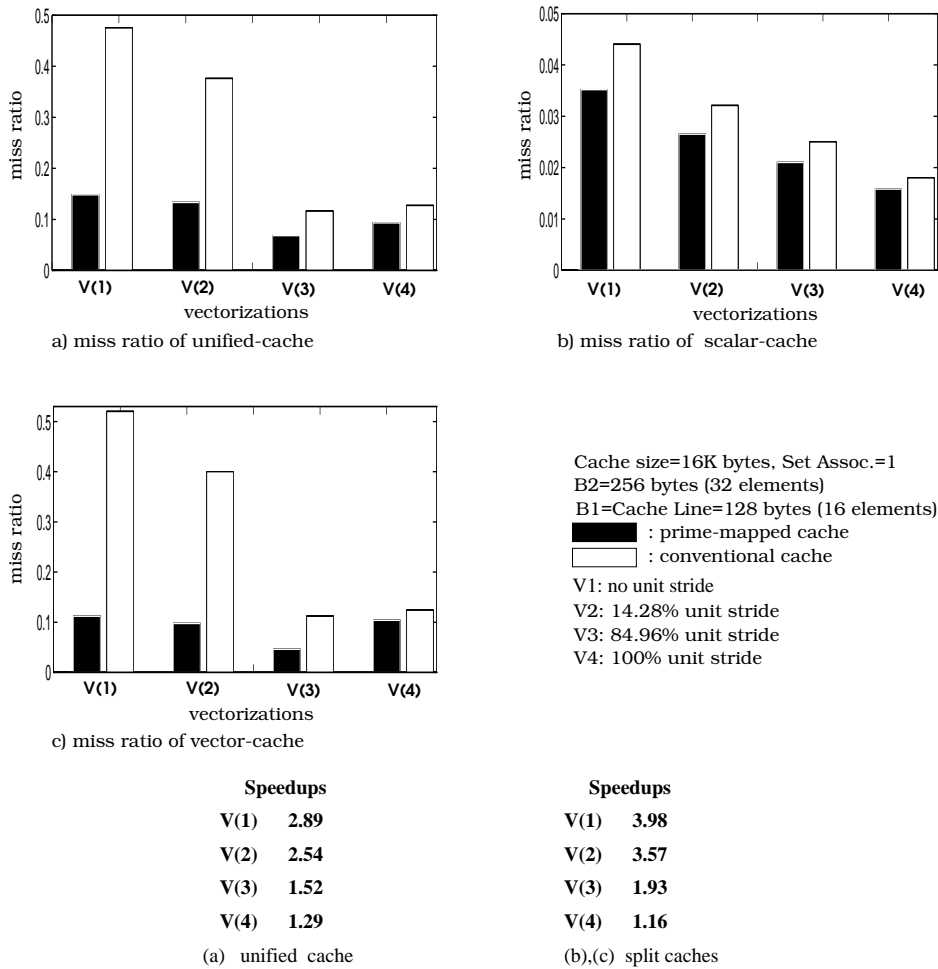 0.5
0.4
0.3
0.2
0.1
0
miss ratio
V(1) V(2) V(3) V(4)
vectorizations
a) miss ratio of unified-cache
0.05
0.04
0.03
0.02
0.01
0
miss ratio
V(1) V(2) V(3) V(4)
vectorizations
b) miss ratio of scalar-cache
0.5
0.4
0.3
0.2
0.1
0
miss ratio
V(1) V(2) V(3) V(4)
vectorizations
c) miss ratio of vector-cache
Cache size=16K bytes, Set Assoc.=1
B2=256 bytes (32 elements)
B1=Cache Line=128 bytes (16 elements)
: prime-mapped cache
: conventional cache
V1: no unit stride
V2: 14.28% unit stride
V3: 84.96% unit stride
V4: 100% unit stride
Speedups
V(1) 2.89
V(2) 2.54
V(3) 1.52
V(4) 1.29
(a) unified cache
Speedups
V(1) 3.98
V(2) 3.57
V(3) 1.93
V(4) 1.16
(b),(c) split caches